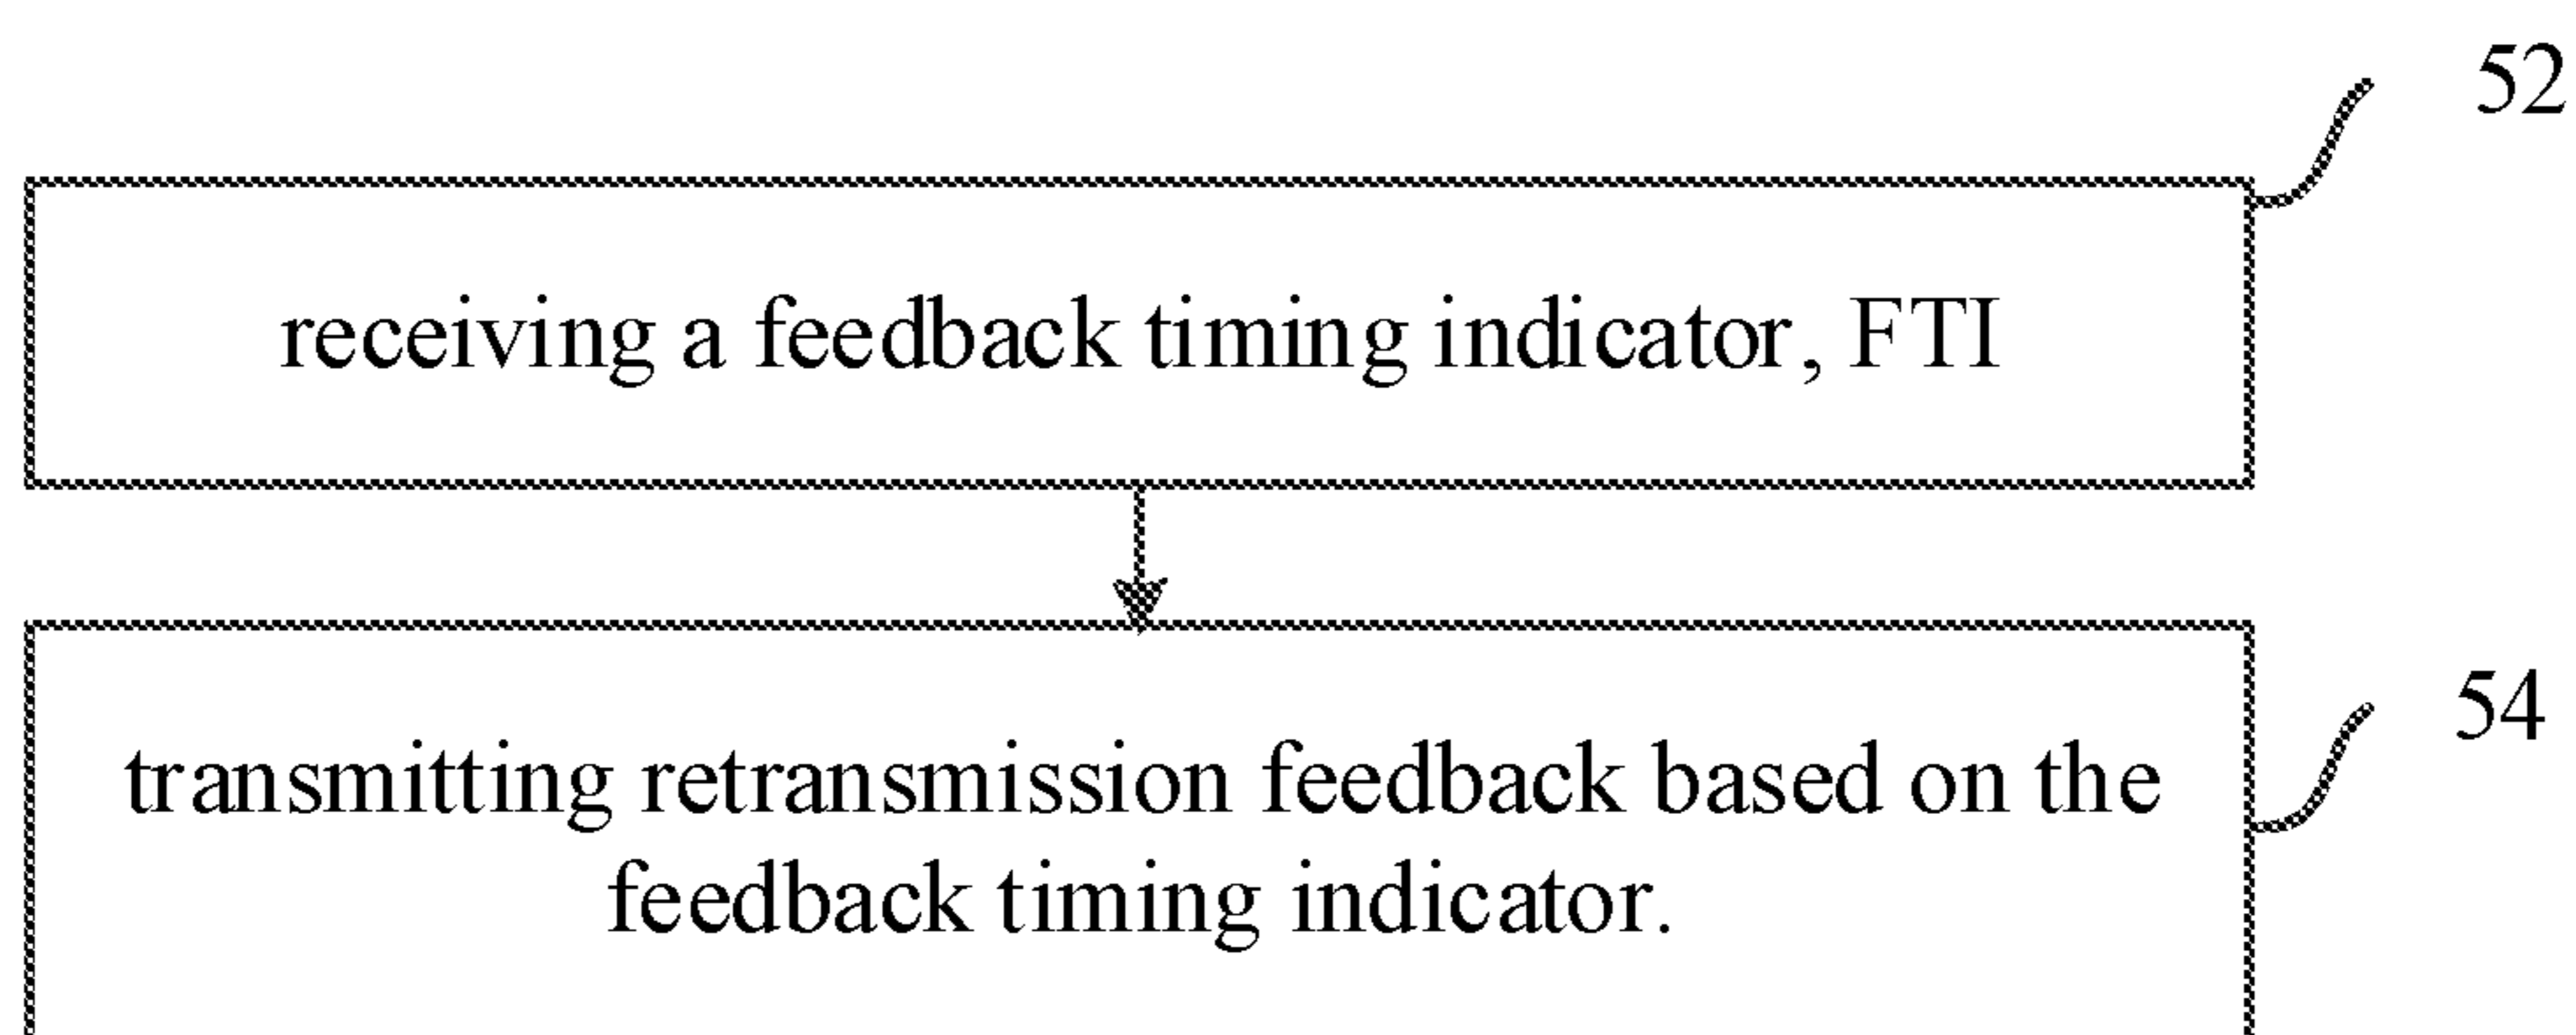 52
receiving a feedback timing indicator, FTI
54
transmitting retransmission feedback based on the
feedback timing indicator.